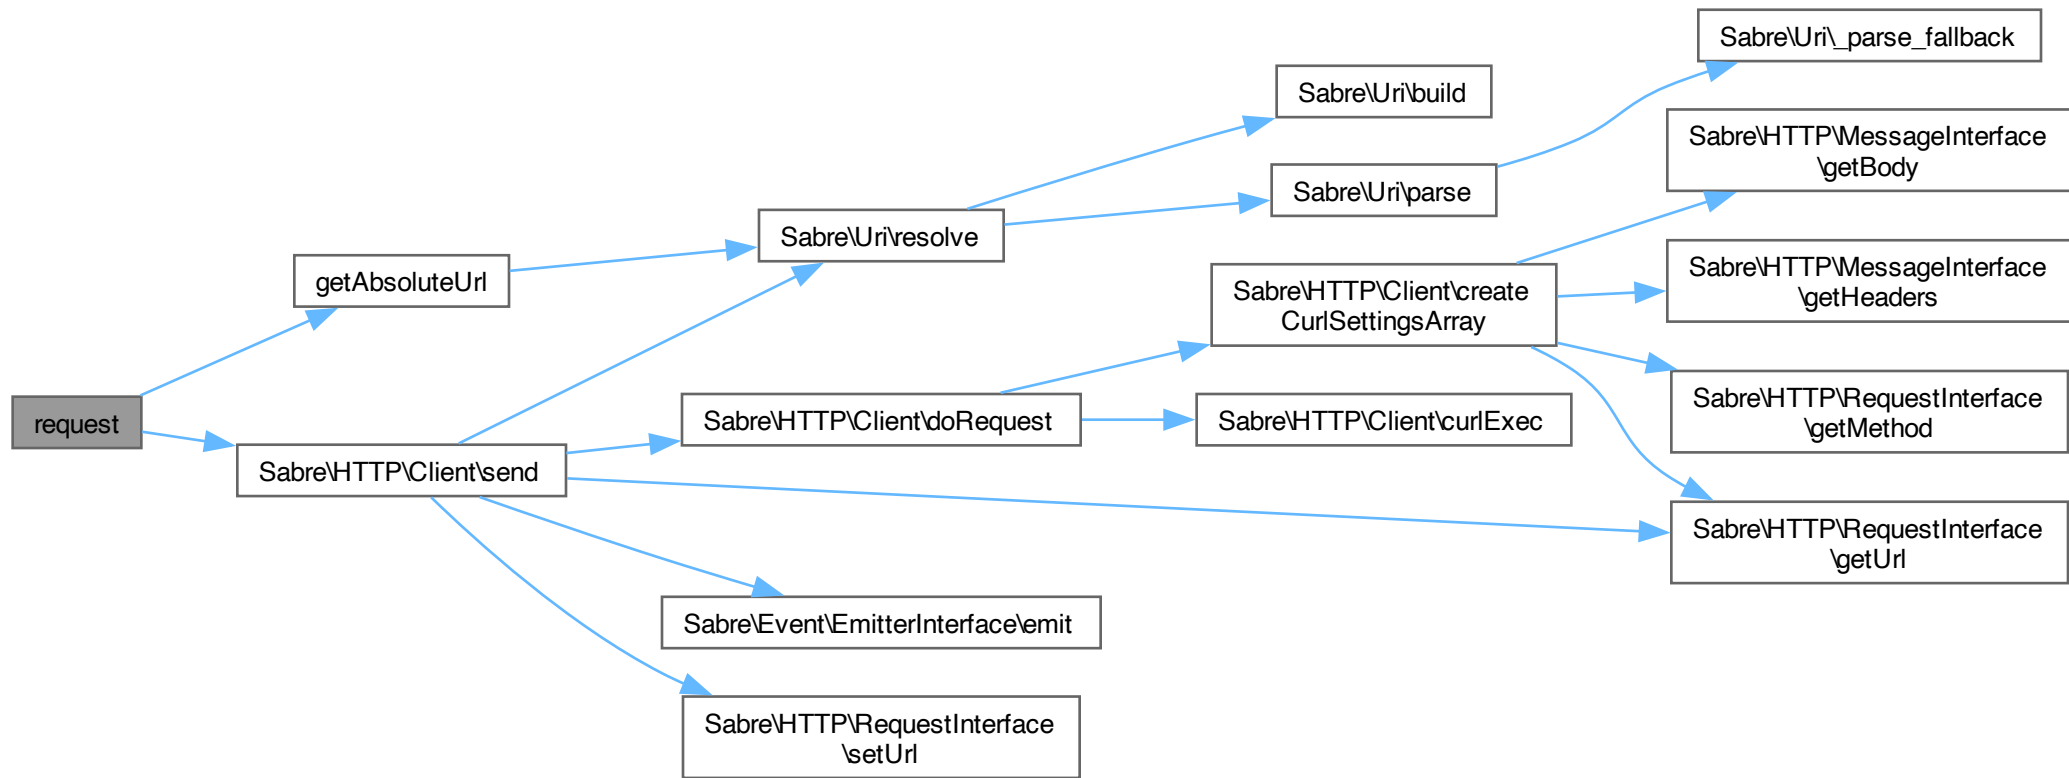 request
getAbsoluteUrl
Sabre\HTTP\Client\send
Sabre\Uri\resolve
Sabre\HTTP\Client\doRequest
Sabre\Event\EmitterInterface\emit
Sabre\HTTP\RequestInterface
\setUrl
Sabre\Uri\build
Sabre\Uri\parse
Sabre\HTTP\Client\create
CurlSettingsArray
Sabre\HTTP\Client\curlExec
Sabre\Uri\_parse_fallback
Sabre\HTTP\MessageInterface
\getBody
Sabre\HTTP\MessageInterface
\getHeaders
Sabre\HTTP\RequestInterface
\getMethod
Sabre\HTTP\RequestInterface
\getUrl